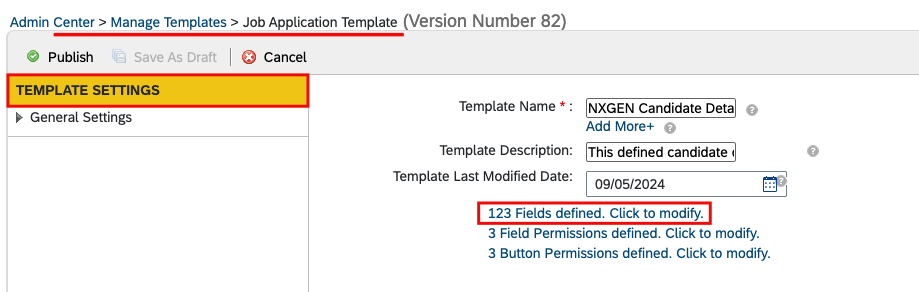 Admin Center > Manage Templates > Job Application Template (Version Number 82)
Publish Save As Draft Cancel
TEMPLATE SETTINGS
General Settings
Template Name * : NXGEN Candidate Deta
Add More+
Template Description: This defined candidate
Template Last Modified Date: 09/05/2024
123 Fields defined. Click to modify.
3 Field Permissions defined. Click to modify.
3 Button Permissions defined. Click to modify.